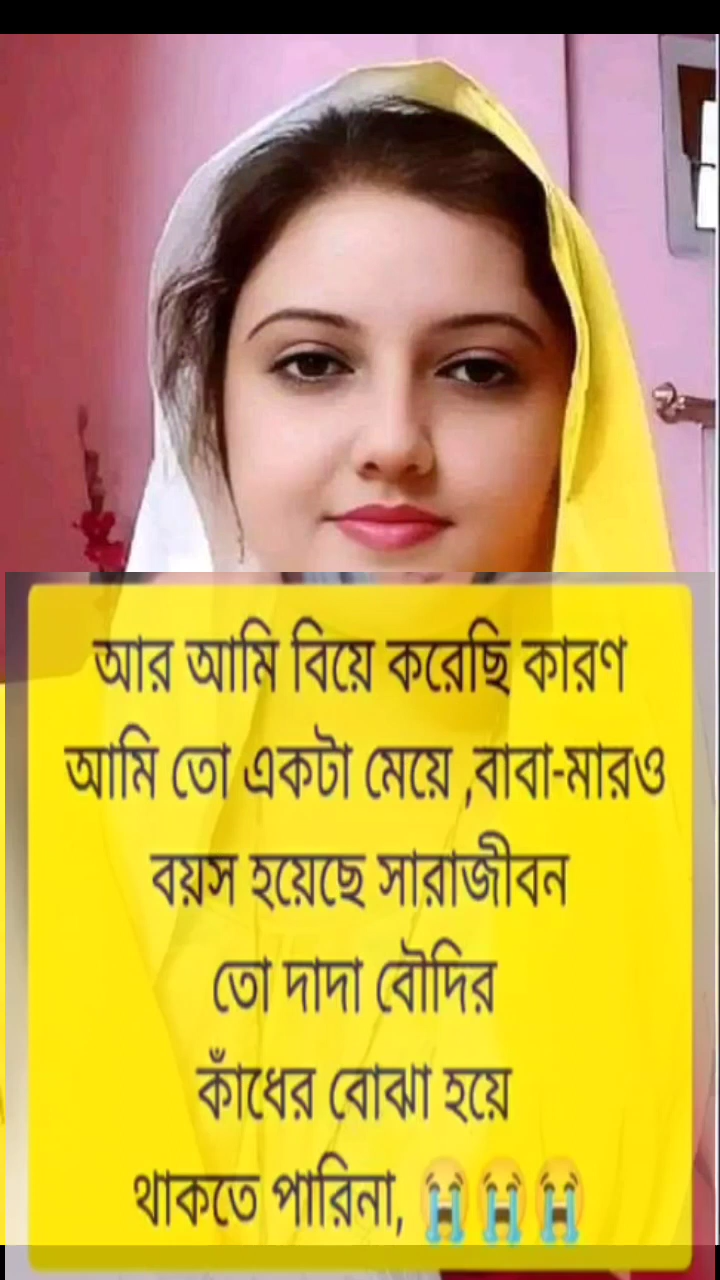 আর আমি বিয়ে করেছি কারণ
আমি তো একটা মেয়ে ,বাবা-মারও
বয়স হয়েছে সারাজীবন
তো দাদা বৌদির
কাঁধের বোঝা হয়ে
থাকতে পারিনা, 😭😭😭